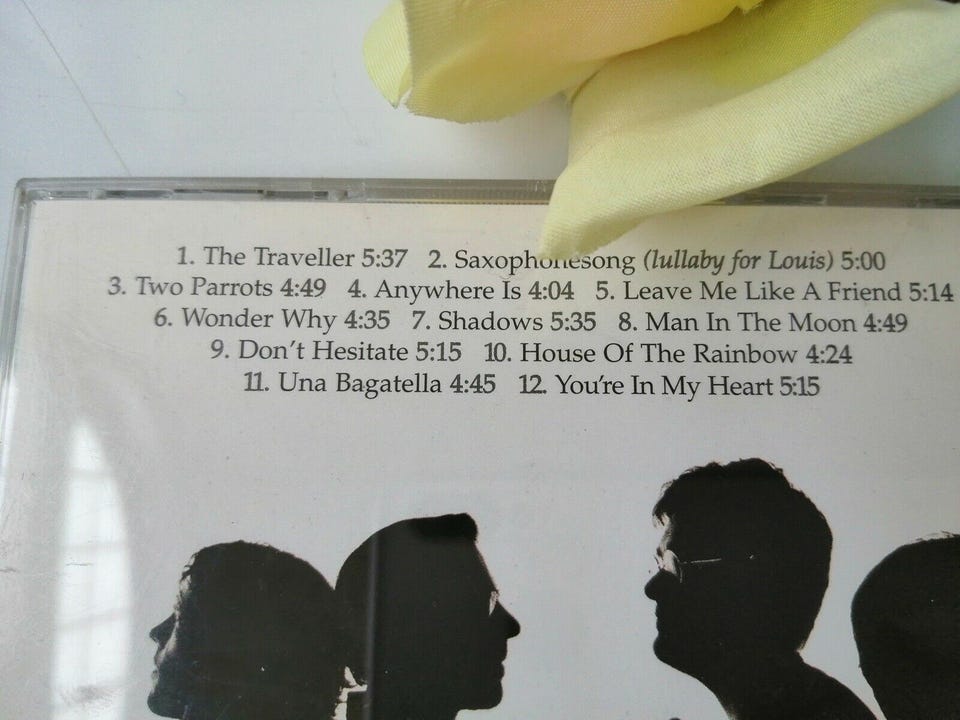 1. The Traveller 5:37 2. Saxophonesong (lullaby for Louis) 5:00
3. Two Parrots 4:49 4. Anywhere Is 4:04 5. Leave Me Like A Friend 5:14
6. Wonder Why 4:35 7. Shadows 5:35 8. Man In The Moon 4:49
9. Don't Hesitate 5:15 10. House Of The Rainbow 4:24
11. Una Bagatella 4:45 12. You're In My Heart 5:15